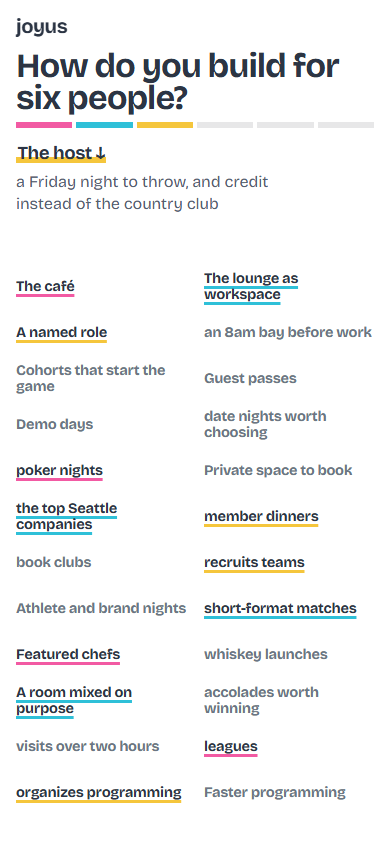 joyus
How do you build for
six people?
The host ↓
a Friday night to throw, and credit
instead of the country club
The café
The lounge as
workspace
A named role
an 8am bay before work
Cohorts that start the
game
Guest passes
Demo days
date nights worth
choosing
poker nights
Private space to book
the top Seattle
companies
member dinners
book clubs
recruits teams
Athlete and brand nights
short-format matches
Featured chefs
whiskey launches
A room mixed on
purpose
accolades worth
winning
visits over two hours
leagues
organizes programming
Faster programming